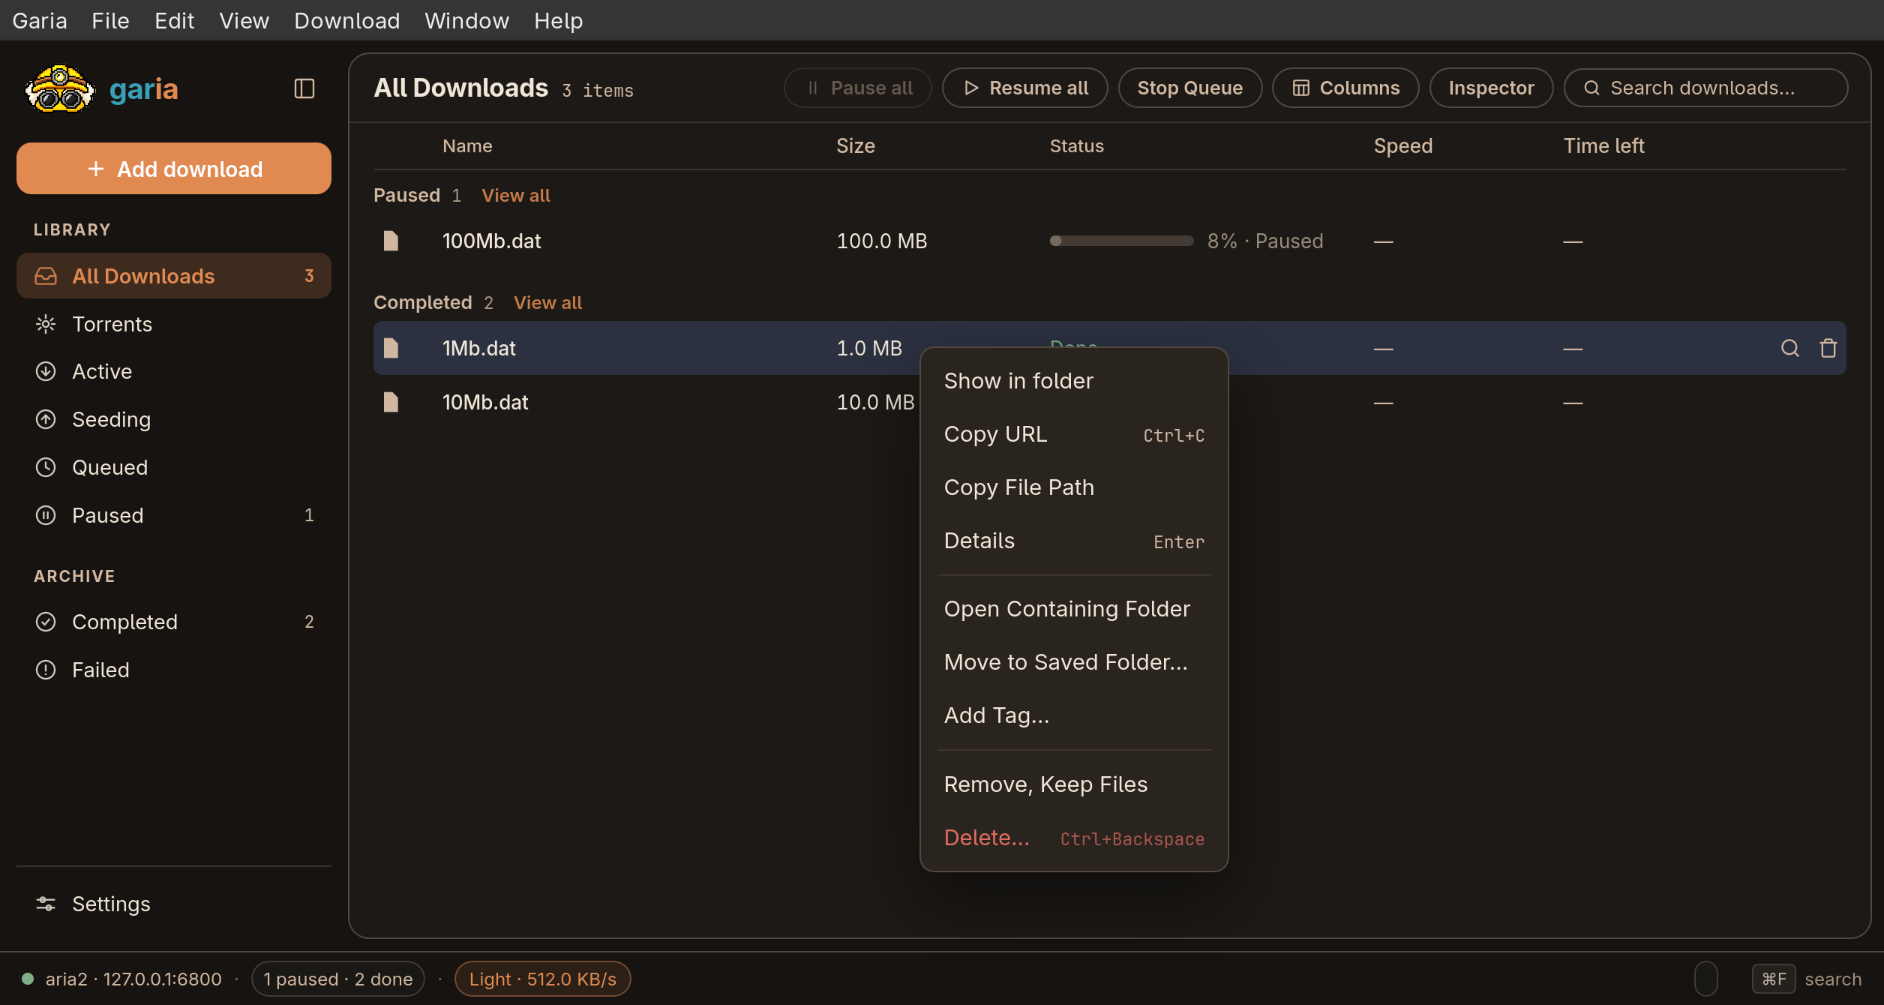 Garia File Edit View Download Window Help
garia
All Downloads 3 items
Pause all
Resume all
Stop Queue
Columns
Inspector
Search downloads...
+ Add download
LIBRARY
All Downloads 3
Torrents
Active
Seeding
Queued
Paused 1
ARCHIVE
Completed 2
Failed
Settings
Name Size Status Speed Time left
Paused 1 View all
100Mb.dat 100.0 MB 8% · Paused — —
Completed 2 View all
1Mb.dat 1.0 MB Done — —
10Mb.dat 10.0 MB — —
Show in folder
Copy URL Ctrl+C
Copy File Path
Details Enter
Open Containing Folder
Move to Saved Folder...
Add Tag...
Remove, Keep Files
Delete... Ctrl+Backspace
aria2 · 127.0.0.1:6800 · 1 paused · 2 done · Light · 512.0 KB/s
⌘F search